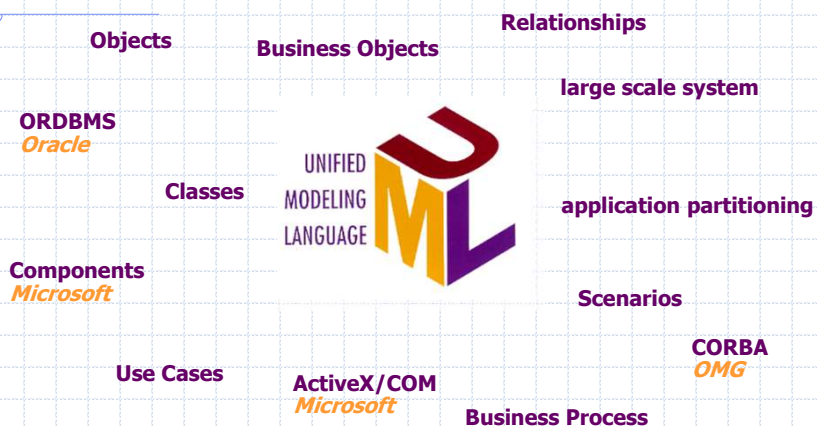 Relationships
Objects
Business Objects
large scale system
ORDBMS
Oracle
UNIFIED
MODELING
LANGUAGE
UML
Classes
application partitioning
Components
Microsoft
Scenarios
CORBA
OMG
Use Cases
ActiveX/COM
Microsoft
Business Process